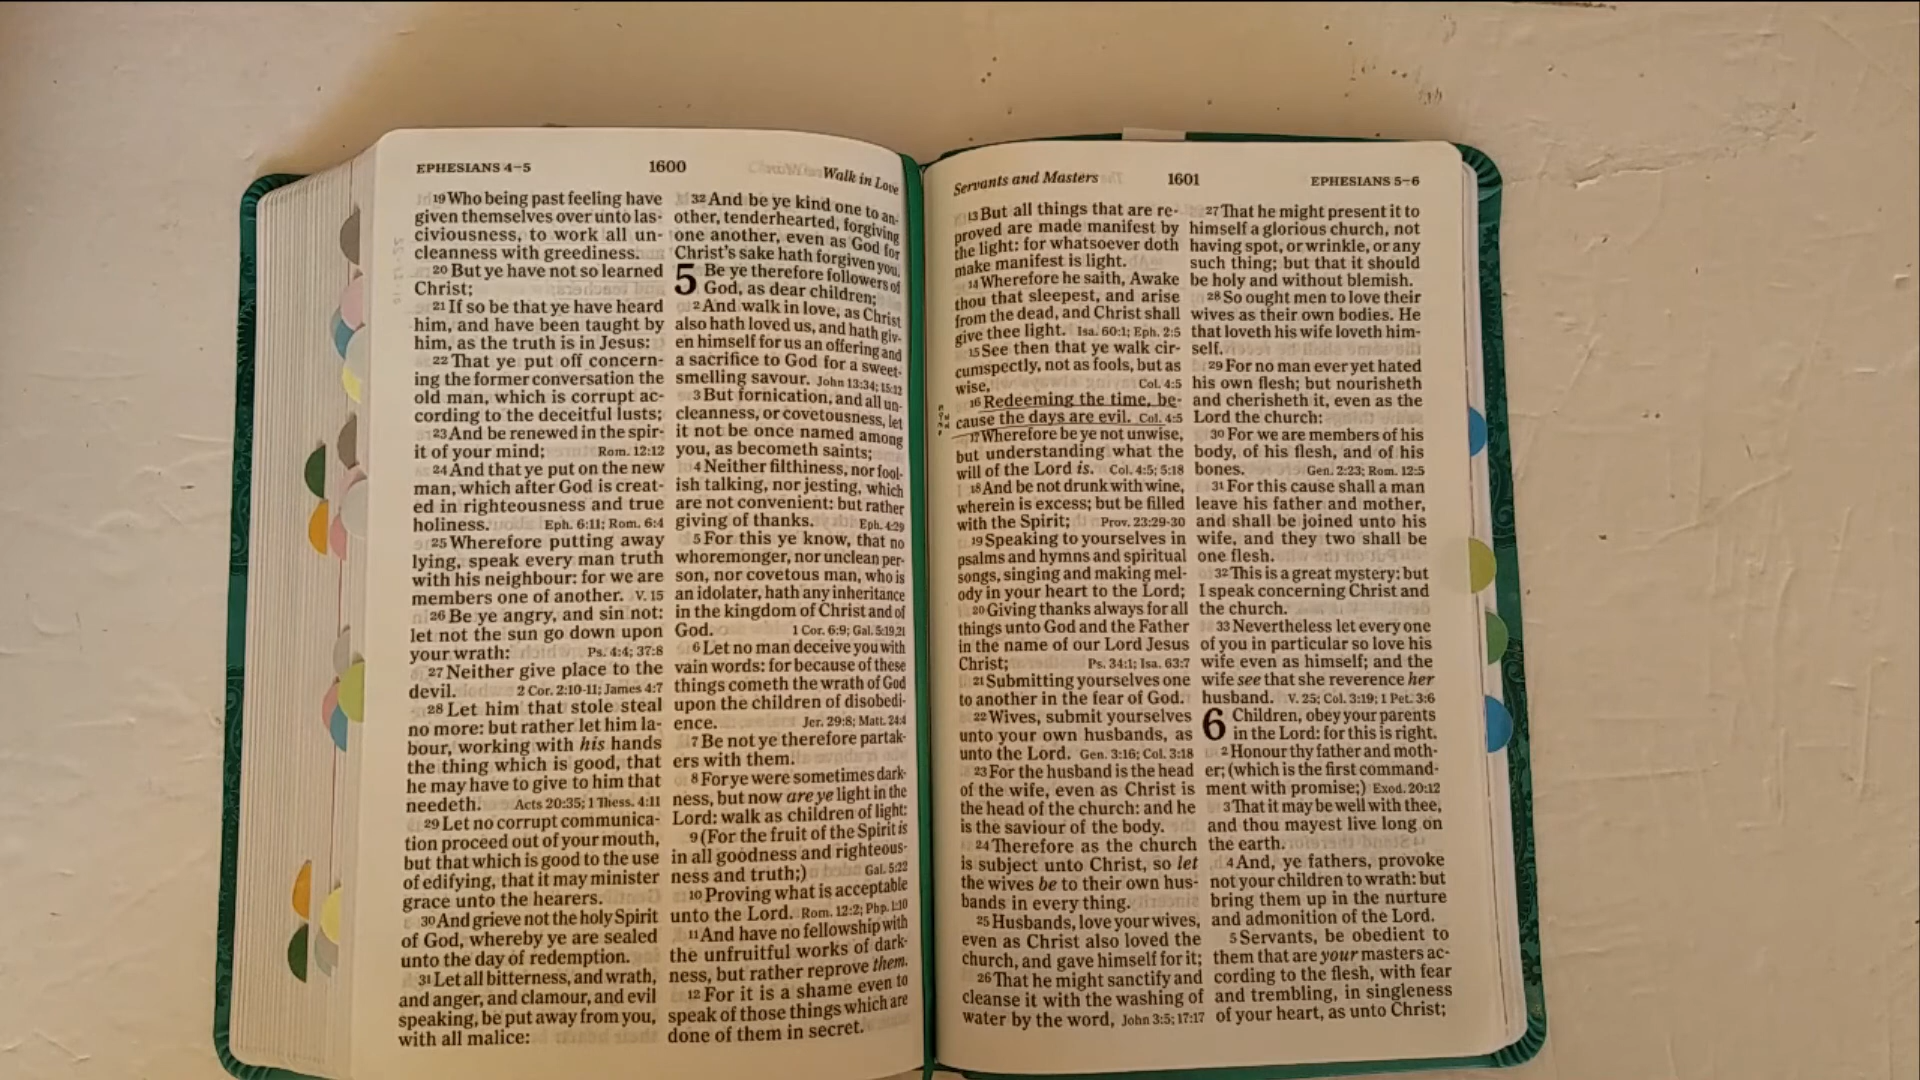 EPHESIANS 4–5
1600
Walk in Love
19 Who being past feeling have
given themselves over unto las-
civiousness, to work all un-
cleanness with greediness.
20 But ye have not so learned
Christ;
21 If so be that ye have heard
him, and have been taught by
him, as the truth is in Jesus:
22 That ye put off concern-
ing the former conversation the
old man, which is corrupt ac-
cording to the deceitful lusts;
23 And be renewed in the spir-
it of your mind; Rom. 12:12
24 And that ye put on the new
man, which after God is creat-
ed in righteousness and true
holiness. Eph. 6:11; Rom. 6:4
25 Wherefore putting away
lying, speak every man truth
with his neighbour: for we are
members one of another. V. 15
26 Be ye angry, and sin not:
let not the sun go down upon
your wrath: Ps. 4:4; 37:8
27 Neither give place to the
devil. 2 Cor. 2:10-11; James 4:7
28 Let him that stole steal
no more: but rather let him la-
bour, working with his hands
the thing which is good, that
he may have to give to him that
needeth. Acts 20:35; 1 Thess. 4:11
29 Let no corrupt communica-
tion proceed out of your mouth,
but that which is good to the use
of edifying, that it may minister
grace unto the hearers.
30 And grieve not the holy Spirit
of God, whereby ye are sealed
unto the day of redemption.
31 Let all bitterness, and wrath,
and anger, and clamour, and evil
speaking, be put away from you,
with all malice:
32 And be ye kind one to an-
other, tenderhearted, forgiving
one another, even as God for
Christ's sake hath forgiven you.
5 Be ye therefore followers of
God, as dear children;
2 And walk in love, as Christ
also hath loved us, and hath giv-
en himself for us an offering and
a sacrifice to God for a sweet-
smelling savour. John 13:34; 15:12
3 But fornication, and all un-
cleanness, or covetousness, let
it not be once named among
you, as becometh saints;
4 Neither filthiness, nor fool-
ish talking, nor jesting, which
are not convenient: but rather
giving of thanks. Eph. 4:29
5 For this ye know, that no
whoremonger, nor unclean per-
son, nor covetous man, who is
an idolater, hath any inheritance
in the kingdom of Christ and of
God. 1 Cor. 6:9; Gal. 5:19,21
6 Let no man deceive you with
vain words: for because of these
things cometh the wrath of God
upon the children of disobedi-
ence. Jer. 29:8; Matt. 24:4
7 Be not ye therefore partak-
ers with them.
8 For ye were sometimes dark-
ness, but now are ye light in the
Lord: walk as children of light:
9 (For the fruit of the Spirit is
in all goodness and righteous-
ness and truth;) Gal. 5:22
10 Proving what is acceptable
unto the Lord. Rom. 12:2; Php. 1:10
11 And have no fellowship with
the unfruitful works of dark-
ness, but rather reprove them.
12 For it is a shame even to
speak of those things which are
done of them in secret.
Servants and Masters
1601
EPHESIANS 5–6
13 But all things that are re-
proved are made manifest by
the light: for whatsoever doth
make manifest is light.
14 Wherefore he saith, Awake
thou that sleepest, and arise
from the dead, and Christ shall
give thee light. Isa. 60:1; Eph. 2:5
15 See then that ye walk cir-
cumspectly, not as fools, but as
wise, Col. 4:5
16 Redeeming the time, be-
cause the days are evil. Col. 4:5
17 Wherefore be ye not unwise,
but understanding what the
will of the Lord is. Col. 4:5; 5:18
18 And be not drunk with wine,
wherein is excess; but be filled
with the Spirit; Prov. 23:29-30
19 Speaking to yourselves in
psalms and hymns and spiritual
songs, singing and making mel-
ody in your heart to the Lord;
20 Giving thanks always for all
things unto God and the Father
in the name of our Lord Jesus
Christ; Ps. 34:1; Isa. 63:7
21 Submitting yourselves one
to another in the fear of God.
22 Wives, submit yourselves
unto your own husbands, as
unto the Lord. Gen. 3:16; Col. 3:18
23 For the husband is the head
of the wife, even as Christ is
the head of the church: and he
is the saviour of the body.
24 Therefore as the church
is subject unto Christ, so let
the wives be to their own hus-
bands in every thing.
25 Husbands, love your wives,
even as Christ also loved the
church, and gave himself for it;
26 That he might sanctify and
cleanse it with the washing of
water by the word, John 3:5; 17:17
27 That he might present it to
himself a glorious church, not
having spot, or wrinkle, or any
such thing; but that it should
be holy and without blemish.
28 So ought men to love their
wives as their own bodies. He
that loveth his wife loveth him-
self.
29 For no man ever yet hated
his own flesh; but nourisheth
and cherisheth it, even as the
Lord the church:
30 For we are members of his
body, of his flesh, and of his
bones. Gen. 2:23; Rom. 12:5
31 For this cause shall a man
leave his father and mother,
and shall be joined unto his
wife, and they two shall be
one flesh.
32 This is a great mystery: but
I speak concerning Christ and
the church.
33 Nevertheless let every one
of you in particular so love his
wife even as himself; and the
wife see that she reverence her
husband. V. 25; Col. 3:19; 1 Pet. 3:6
6 Children, obey your parents
in the Lord: for this is right.
2 Honour thy father and moth-
er; (which is the first command-
ment with promise;) Exod. 20:12
3 That it may be well with thee,
and thou mayest live long on
the earth.
4 And, ye fathers, provoke
not your children to wrath: but
bring them up in the nurture
and admonition of the Lord.
5 Servants, be obedient to
them that are your masters ac-
cording to the flesh, with fear
and trembling, in singleness
of your heart, as unto Christ;